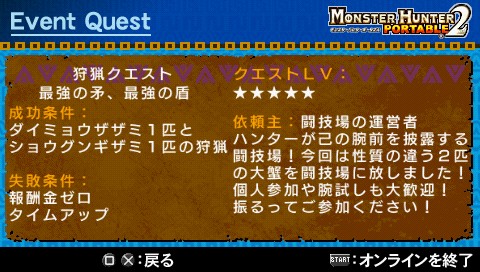 Event Quest
MONSTER HUNTER
PORTABLE 2
狩猟クエスト
最強の矛、最強の盾
成功条件：
ダイミョウザザミ１匹と
ショウグンギザミ１匹の狩猟
失敗条件：
報酬金ゼロ
タイムアップ
クエストＬＶ：
★★★★★
依頼主：闘技場の運営者
ハンターが己の腕前を披露する
闘技場！今回は性質の違う２匹
の大蟹を闘技場に放しました！
個人参加や腕試しも大歓迎！
振るってご参加ください！
□ ×：戻る
START：オンラインを終了